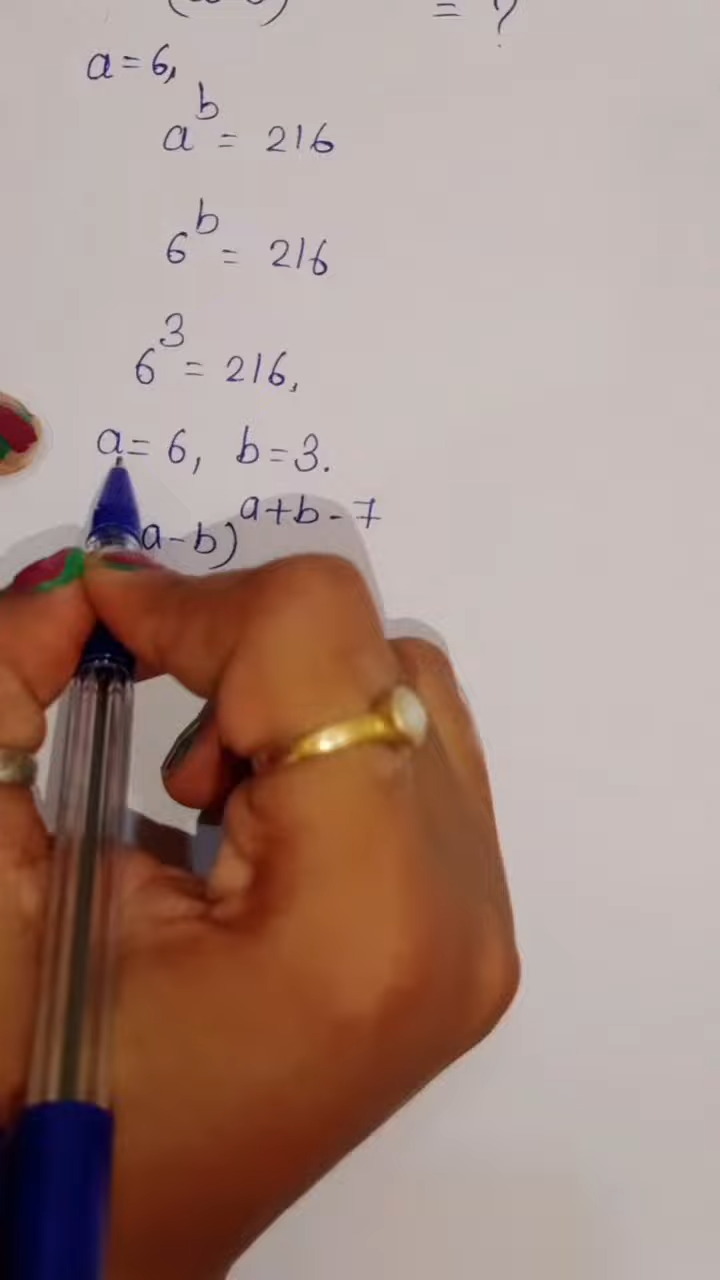 = ?
a = 6,
a^b = 216
6^b = 216
6^3 = 216,
a = 6, b = 3.
a-b)^a+b-7